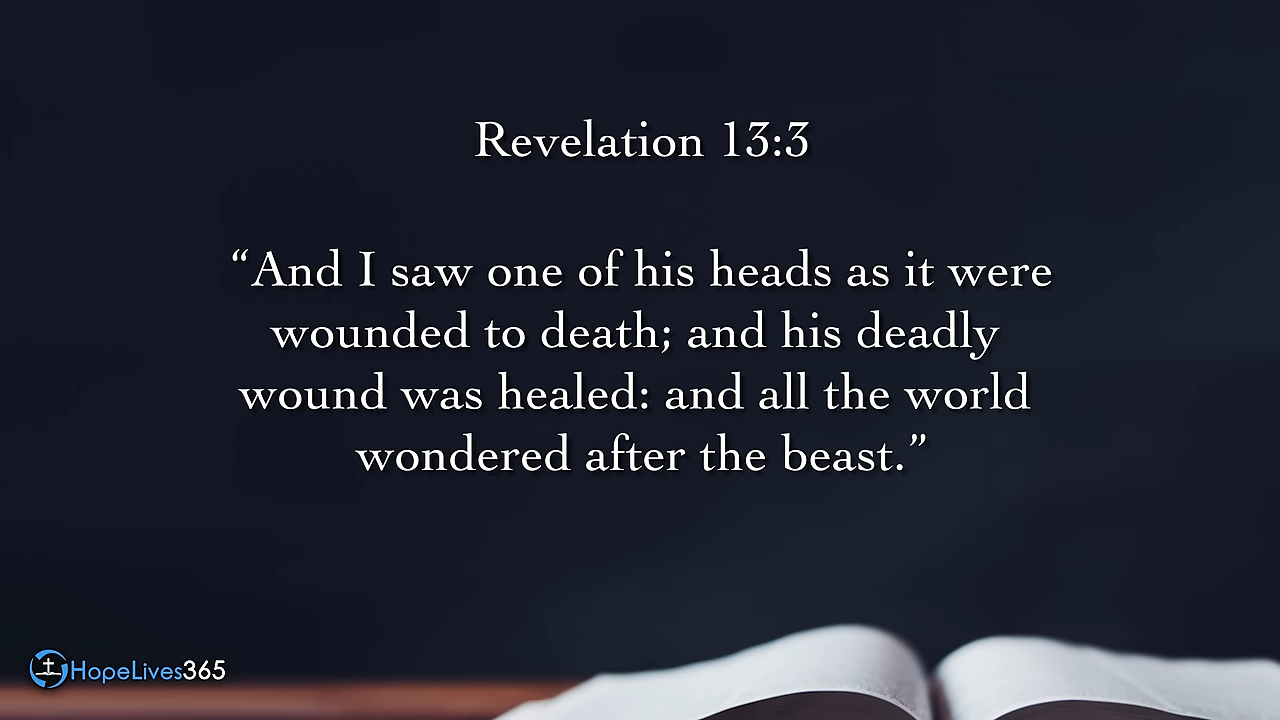 Revelation 13:3
“And I saw one of his heads as it were
wounded to death; and his deadly
wound was healed: and all the world
wondered after the beast.”
HopeLives365